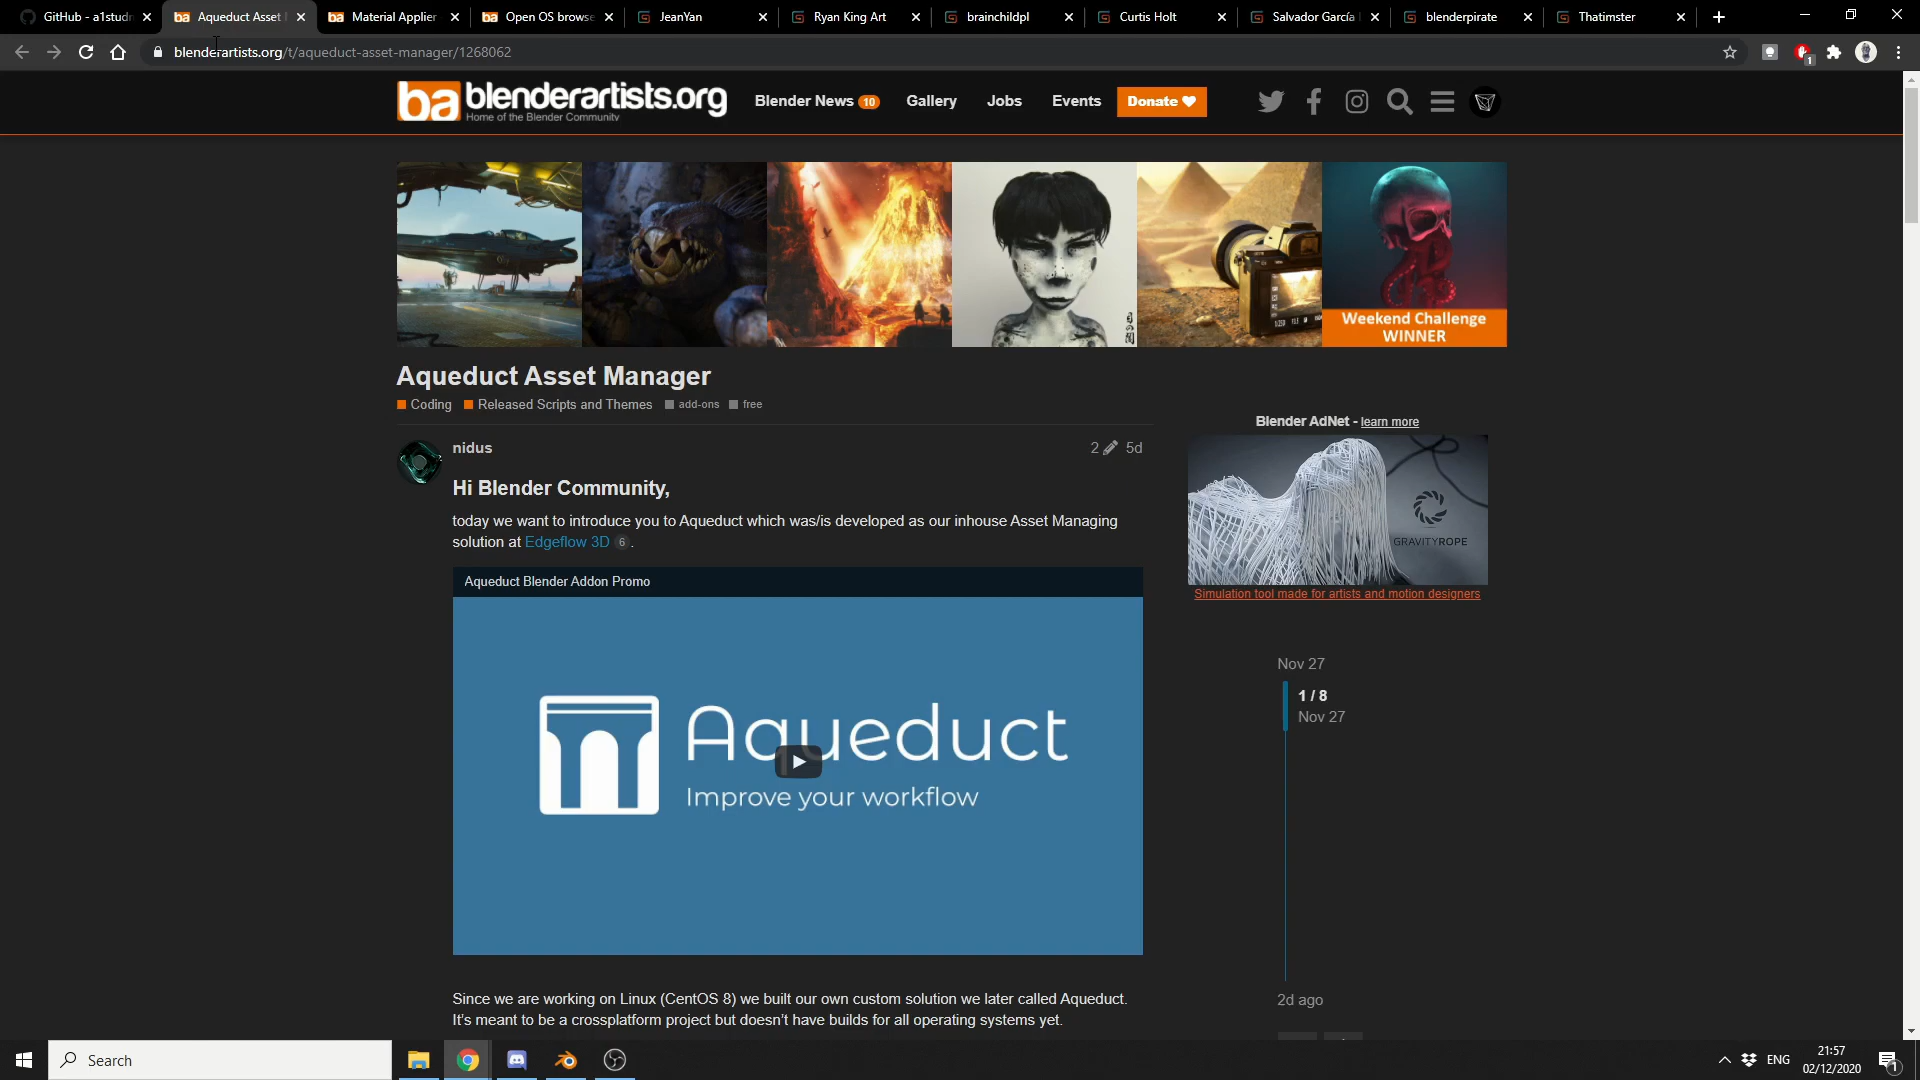 GitHub - a1studn
Aqueduct Asset
Material Applier
Open OS browse
JeanYan
Ryan King Art
brainchildpl
Curtis Holt
Salvador García
blenderpirate
Thatimster
blenderartists.org/t/aqueduct-asset-manager/1268062
1
ba blenderartists.org
Home of the Blender Community
Blender News 10
Gallery
Jobs
Events
Donate
Weekend Challenge
WINNER
Aqueduct Asset Manager
Coding Released Scripts and Themes add-ons free
Blender AdNet - learn more
nidus
2 5d
Hi Blender Community,
today we want to introduce you to Aqueduct which was/is developed as our inhouse Asset Managing
solution at Edgeflow 3D 6 .
GRAVITYROPE
Simulation tool made for artists and motion designers
Aqueduct Blender Addon Promo
Aqueduct
Improve your workflow
Nov 27
1 / 8
Nov 27
2d ago
Since we are working on Linux (CentOS 8) we built our own custom solution we later called Aqueduct.
It's meant to be a crossplatform project but doesn't have builds for all operating systems yet.
Search
ENG
21:57
02/12/2020
1